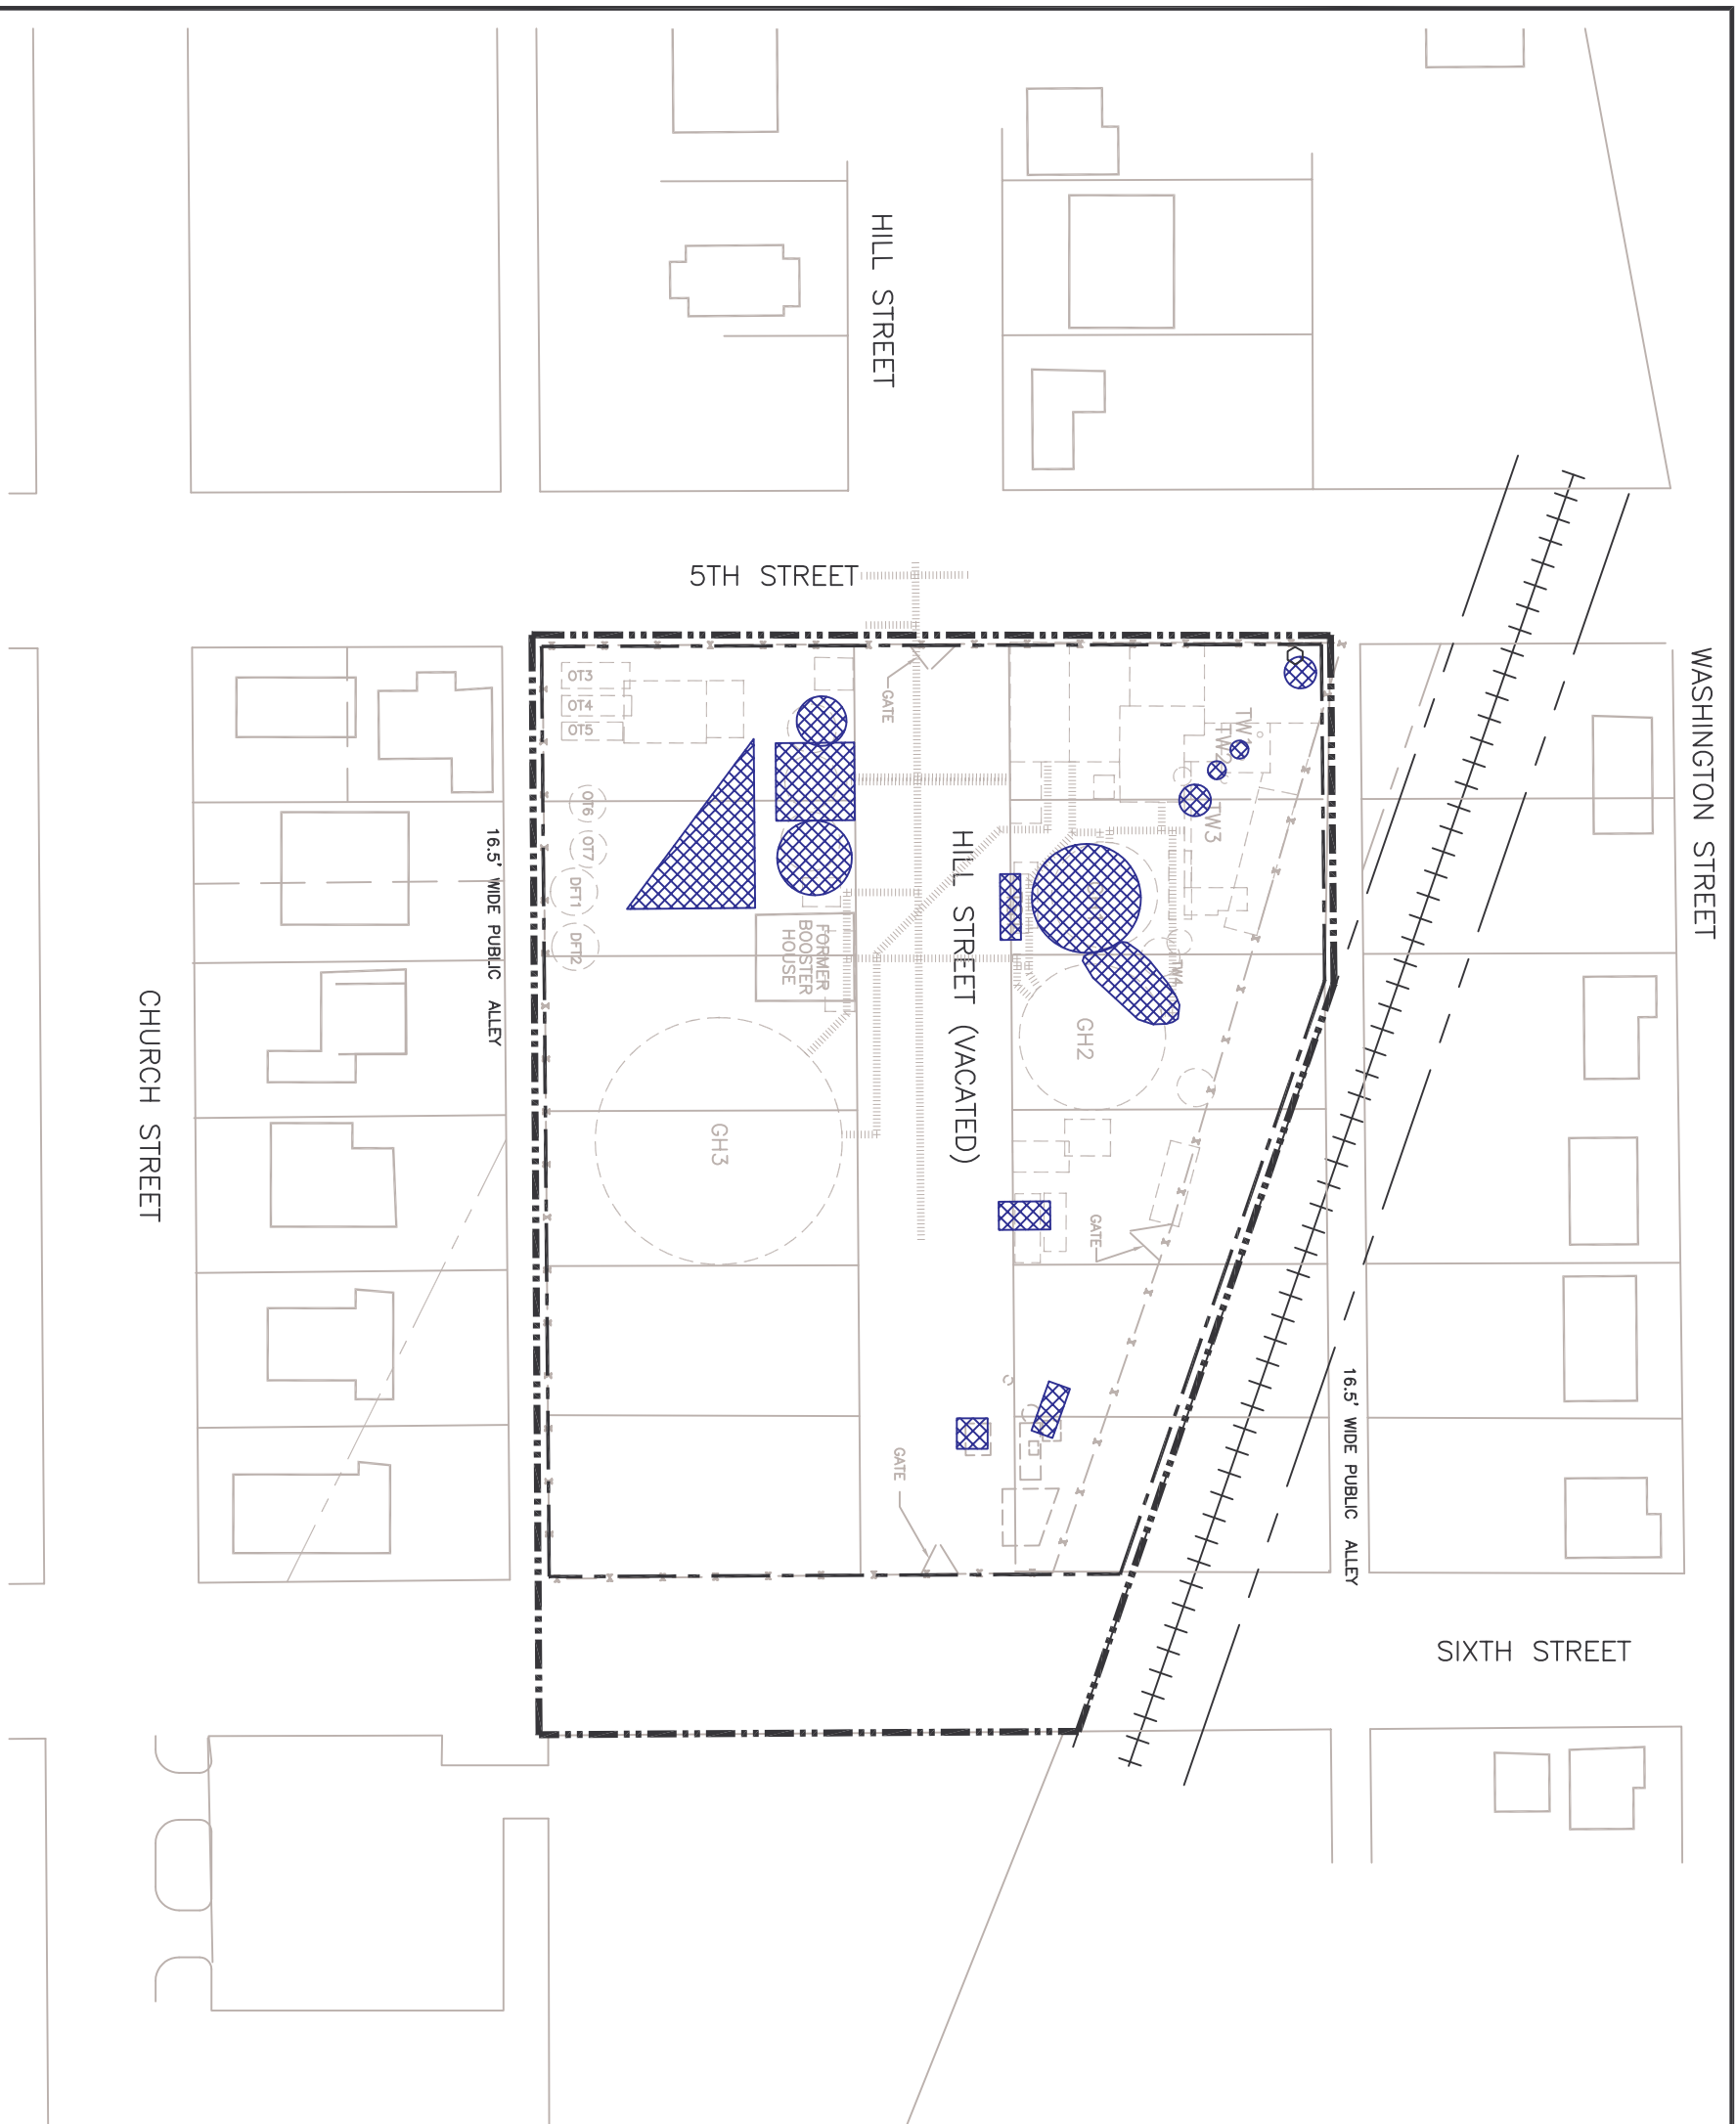 HILL STREET
5TH STREET
WASHINGTON STREET
OT3
OT4
OT5
GATE
TW1
TW2
TW3
OT6
OT7
DFT1
DFT2
16.5' WIDE PUBLIC ALLEY
FORMER
BOOSTER
HOUSE
HILL STREET (VACATED)
TW4
GH2
CHURCH STREET
GH3
GATE
16.5' WIDE PUBLIC ALLEY
GATE
SIXTH STREET